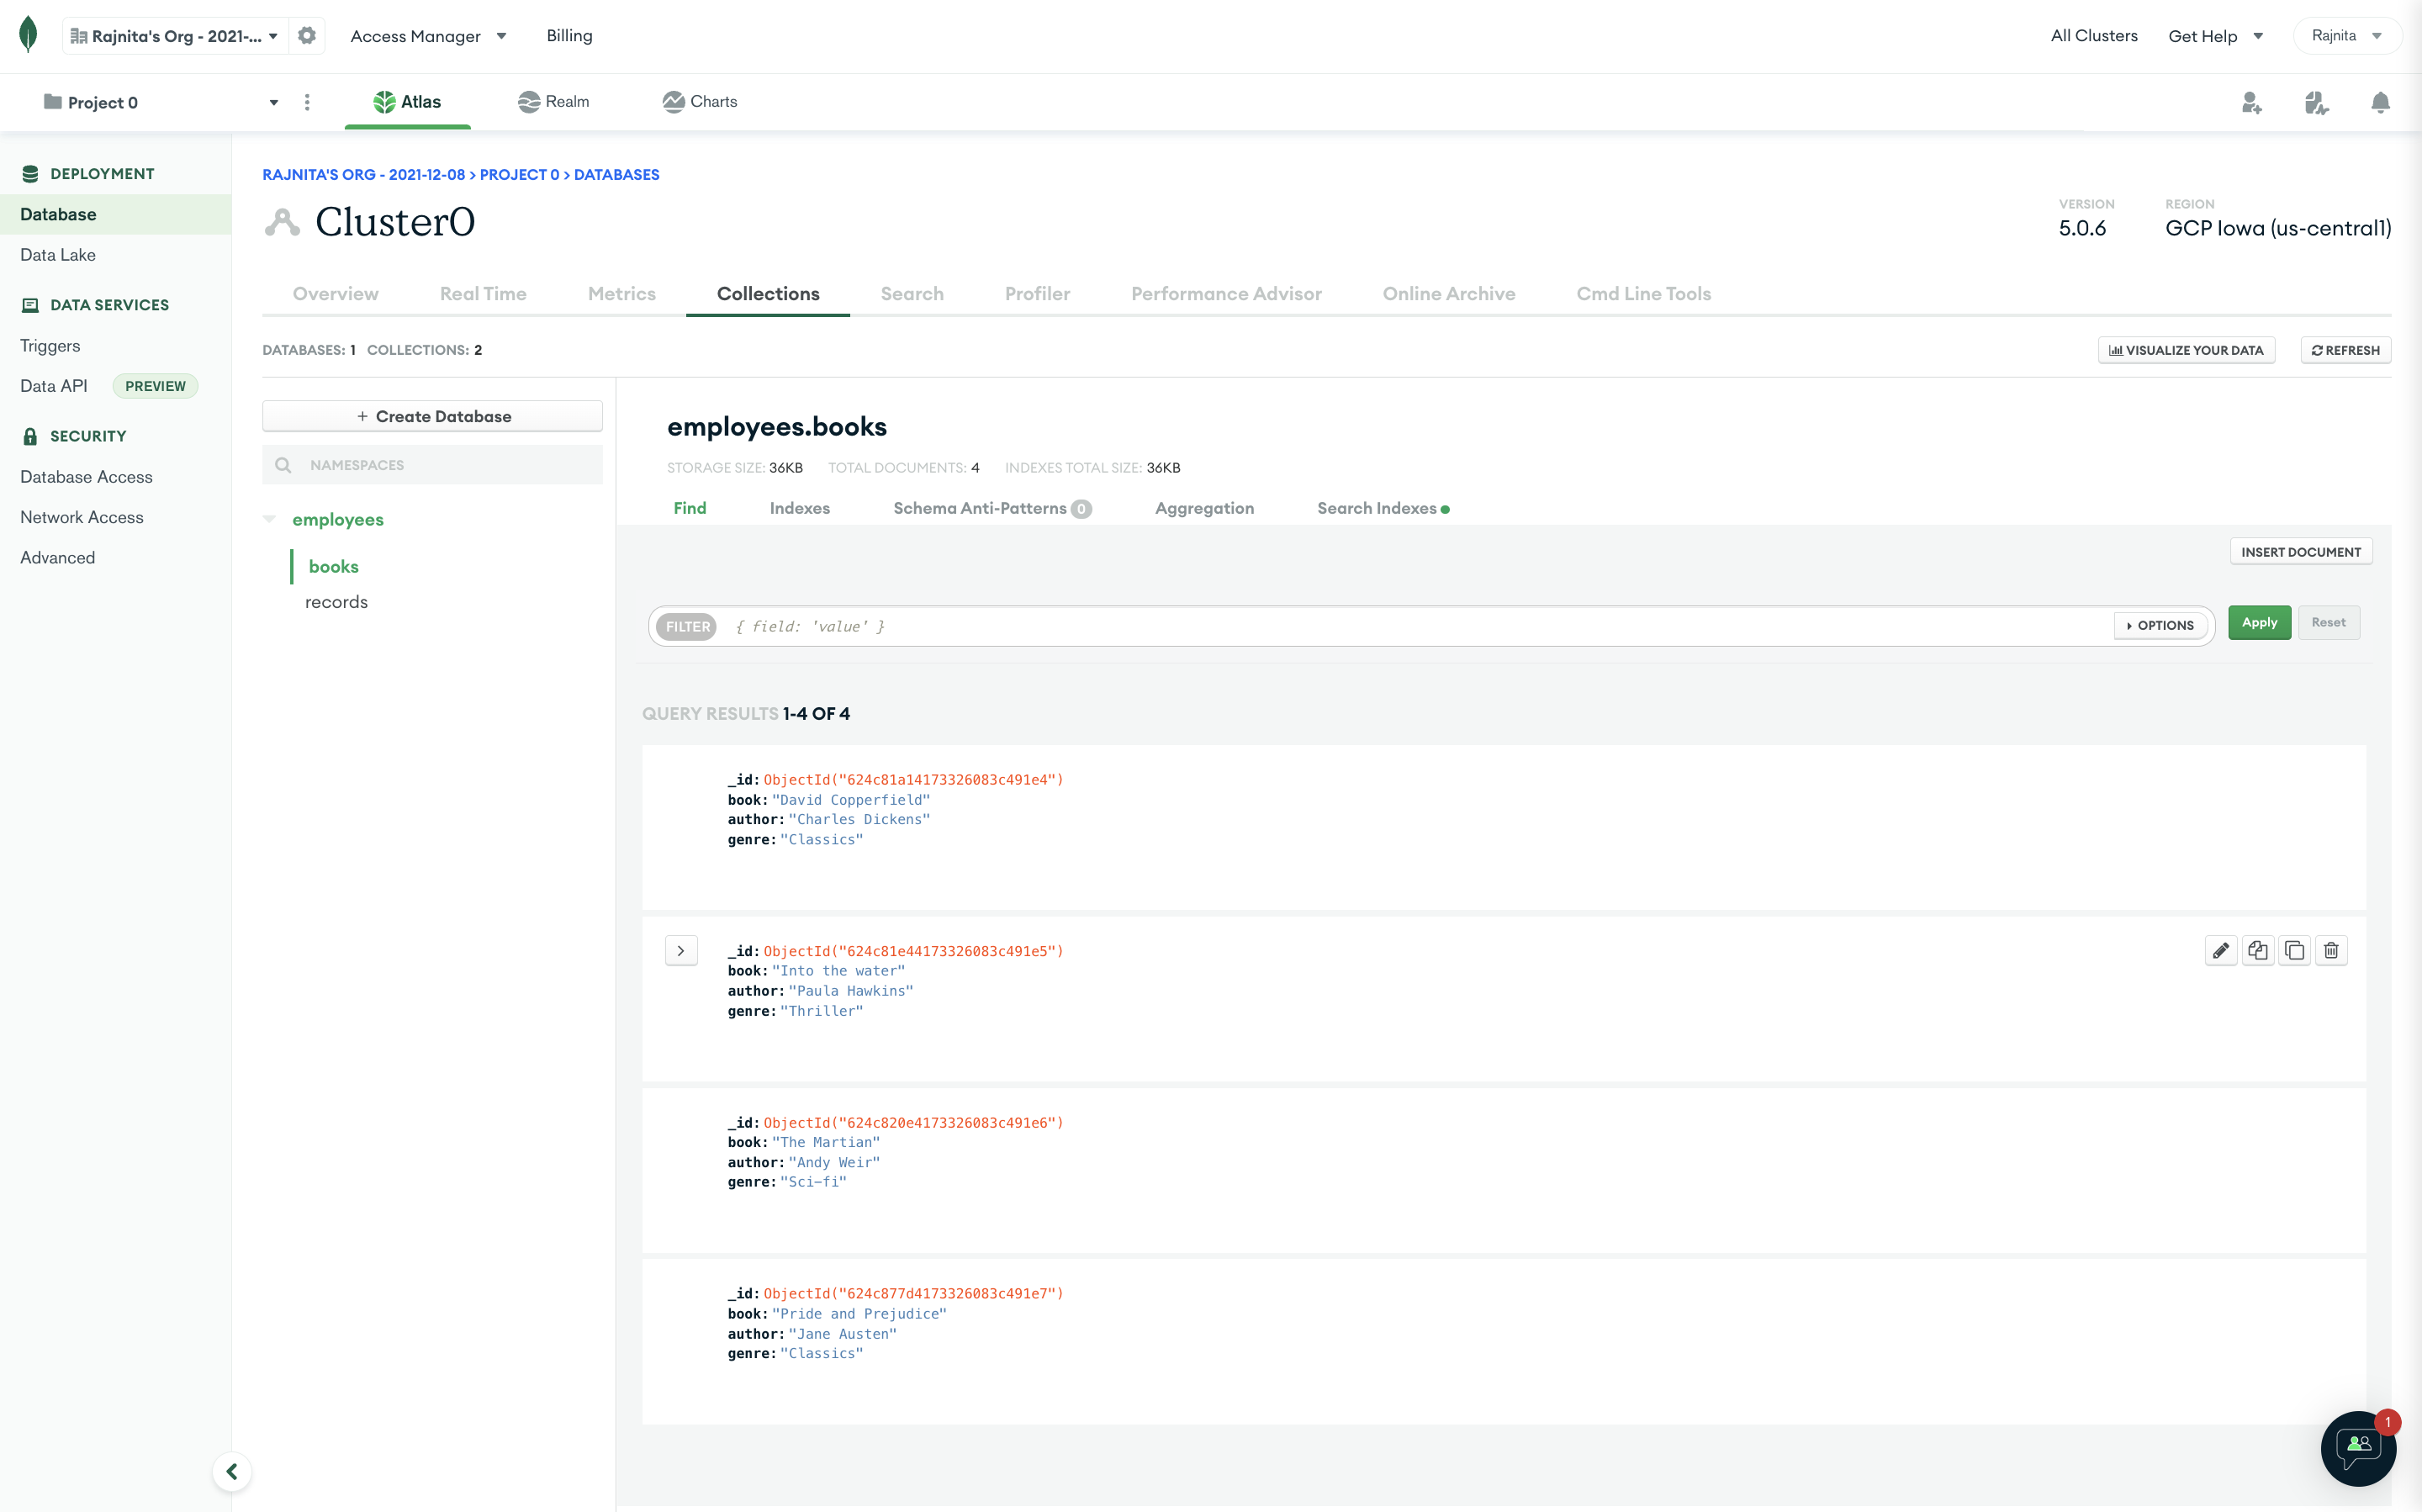 Rajnita's Org - 2021-... Access Manager Billing All Clusters Get Help Rajnita
Project 0 Atlas Realm Charts
DEPLOYMENT
Database
Data Lake
DATA SERVICES
Triggers
Data API PREVIEW
SECURITY
Database Access
Network Access
Advanced
RAJNITA'S ORG - 2021-12-08 > PROJECT 0 > DATABASES
Cluster0
VERSION
5.0.6
REGION
GCP Iowa (us-central1)
Overview Real Time Metrics Collections Search Profiler Performance Advisor Online Archive Cmd Line Tools
DATABASES: 1 COLLECTIONS: 2
VISUALIZE YOUR DATA REFRESH
+ Create Database
NAMESPACES
employees
books
records
employees.books
STORAGE SIZE: 36KB TOTAL DOCUMENTS: 4 INDEXES TOTAL SIZE: 36KB
Find Indexes Schema Anti-Patterns 0 Aggregation Search Indexes
INSERT DOCUMENT
FILTER { field: 'value' } OPTIONS Apply Reset
QUERY RESULTS 1-4 OF 4
_id: ObjectId("624c81a14173326083c491e4")
book: "David Copperfield"
author: "Charles Dickens"
genre: "Classics"
_id: ObjectId("624c81e44173326083c491e5")
book: "Into the water"
author: "Paula Hawkins"
genre: "Thriller"
_id: ObjectId("624c820e4173326083c491e6")
book: "The Martian"
author: "Andy Weir"
genre: "Sci-fi"
_id: ObjectId("624c877d4173326083c491e7")
book: "Pride and Prejudice"
author: "Jane Austen"
genre: "Classics"
1